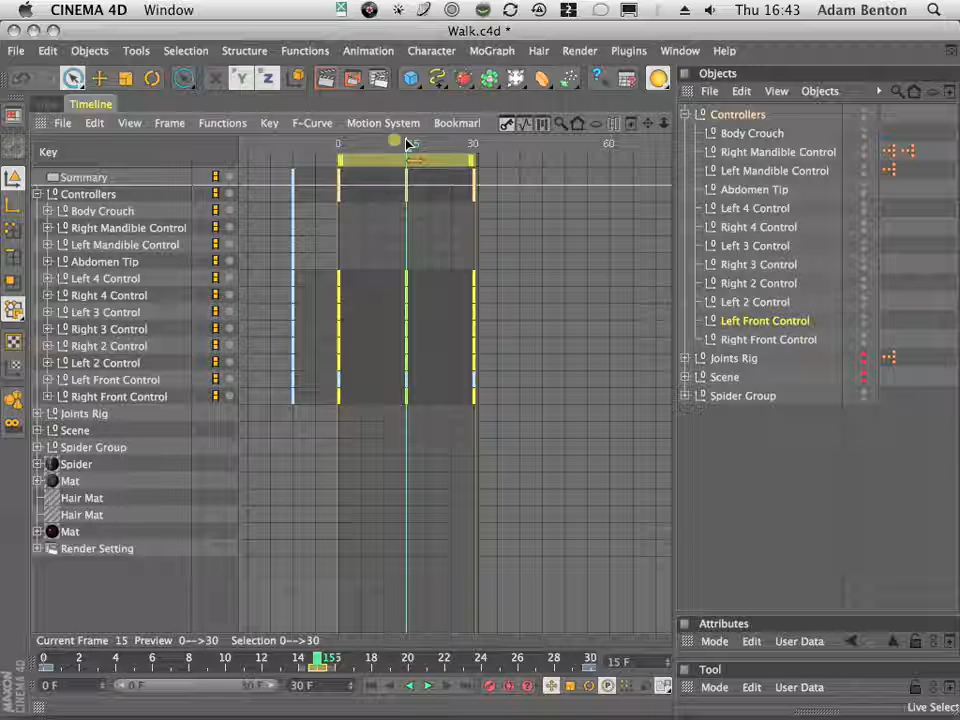 CINEMA 4D Window Thu 16:43 Adam Benton
Walk.c4d *
File Edit Objects Tools Selection Structure Functions Animation Character MoGraph Hair Render Plugins Window Help
Y Z
Timeline
File Edit View Frame Functions Key F-Curve Motion System Bookmarl
Key
0 15 30 60
Summary
Controllers
Body Crouch
Right Mandible Control
Left Mandible Control
Abdomen Tip
Left 4 Control
Right 4 Control
Left 3 Control
Right 3 Control
Right 2 Control
Left 2 Control
Left Front Control
Right Front Control
Joints Rig
Scene
Spider Group
Spider
Mat
Hair Mat
Hair Mat
Mat
Render Setting
Current Frame 15 Preview 0-->30 Selection 0-->30
0 2 4 6 8 10 12 14 155 18 20 22 24 26 28 30 15 F
0 F 0 F 30 F 30 F
Objects
File Edit View Objects
Controllers
Body Crouch
Right Mandible Control
Left Mandible Control
Abdomen Tip
Left 4 Control
Right 4 Control
Left 3 Control
Right 3 Control
Right 2 Control
Left 2 Control
Left Front Control
Right Front Control
Joints Rig
Scene
Spider Group
Attributes
Mode Edit User Data
Tool
Mode Edit User Data
MAXON
CINEMA 4D
Live Select